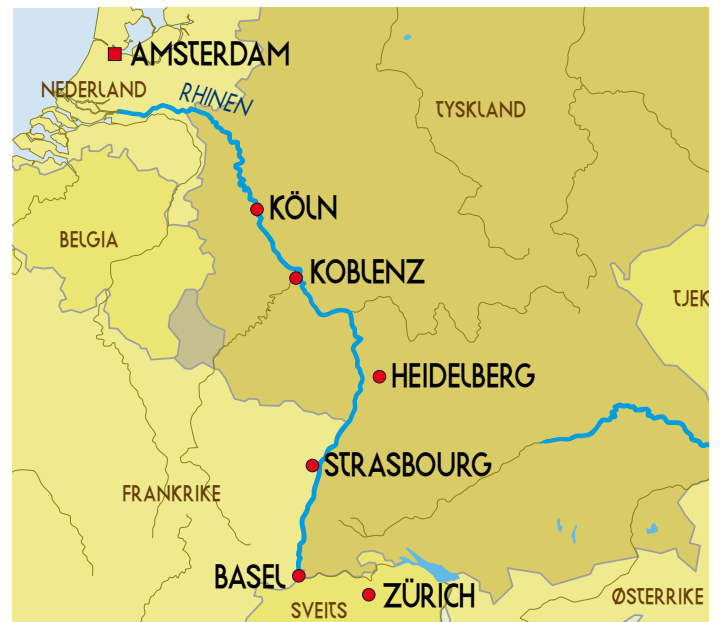 AMSTERDAM
NEDERLAND
RHINEN
TYSKLAND
KÖLN
BELGIA
KOBLENZ
TJEK
HEIDELBERG
STRASBOURG
FRANKRIKE
BASEL
ZÜRICH
SVEITS
ØSTERRIKE